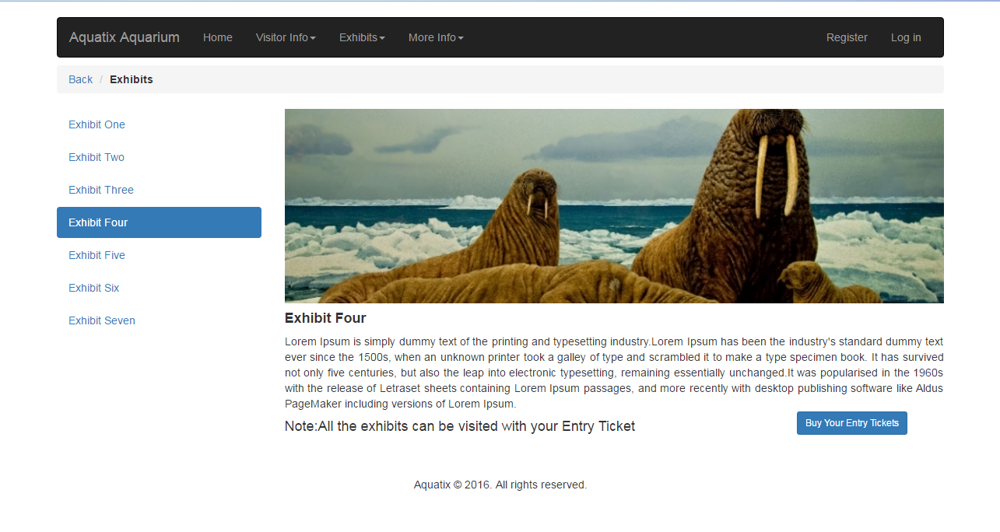 Aquatix Aquarium Home Visitor Info Exhibits More Info Register Log in
Back / Exhibits
Exhibit One
Exhibit Two
Exhibit Three
Exhibit Four
Exhibit Five
Exhibit Six
Exhibit Seven
Exhibit Four
Lorem Ipsum is simply dummy text of the printing and typesetting industry.Lorem Ipsum has been the industry's standard dummy text
ever since the 1500s, when an unknown printer took a galley of type and scrambled it to make a type specimen book. It has survived
not only five centuries, but also the leap into electronic typesetting, remaining essentially unchanged.It was popularised in the 1960s
with the release of Letraset sheets containing Lorem Ipsum passages, and more recently with desktop publishing software like Aldus
PageMaker including versions of Lorem Ipsum.
Note:All the exhibits can be visited with your Entry Ticket
Buy Your Entry Tickets
Aquatix © 2016. All rights reserved.